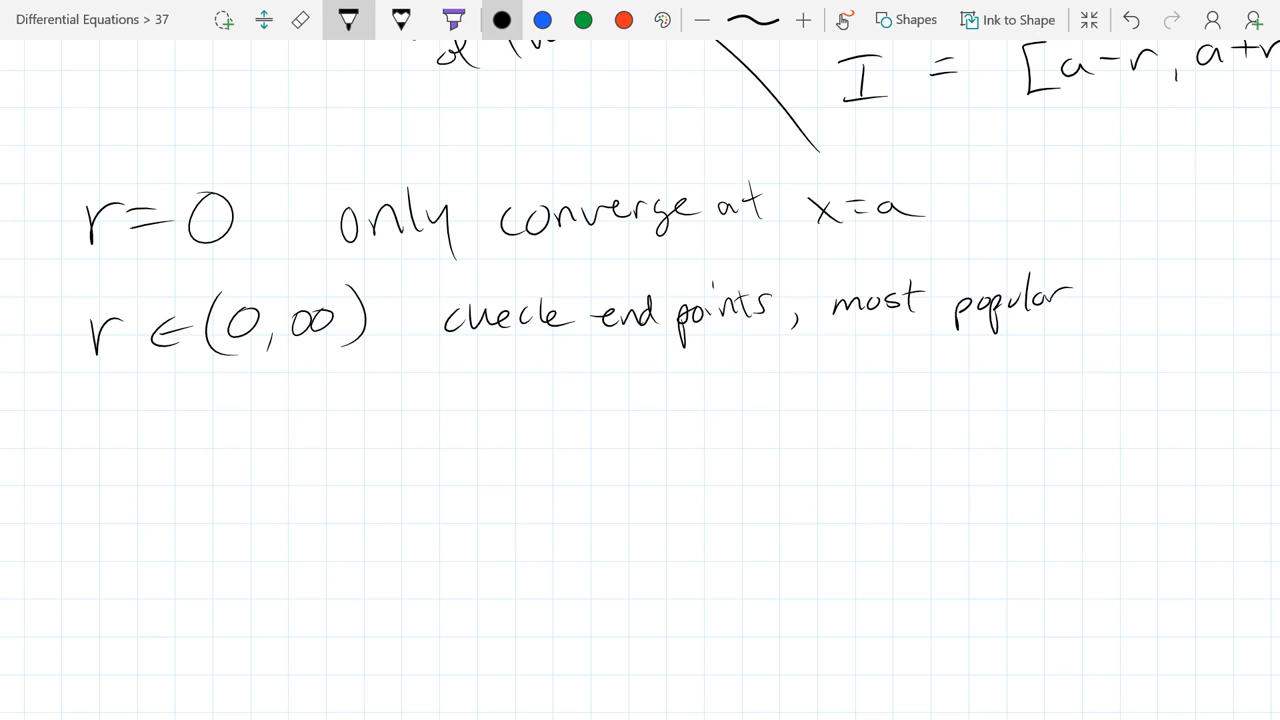 Differential Equations > 37
Shapes
Ink to Shape
I = [a-r, a+r
r=0 only converge at x=a
r ∈ (0,∞) check end points, most popular